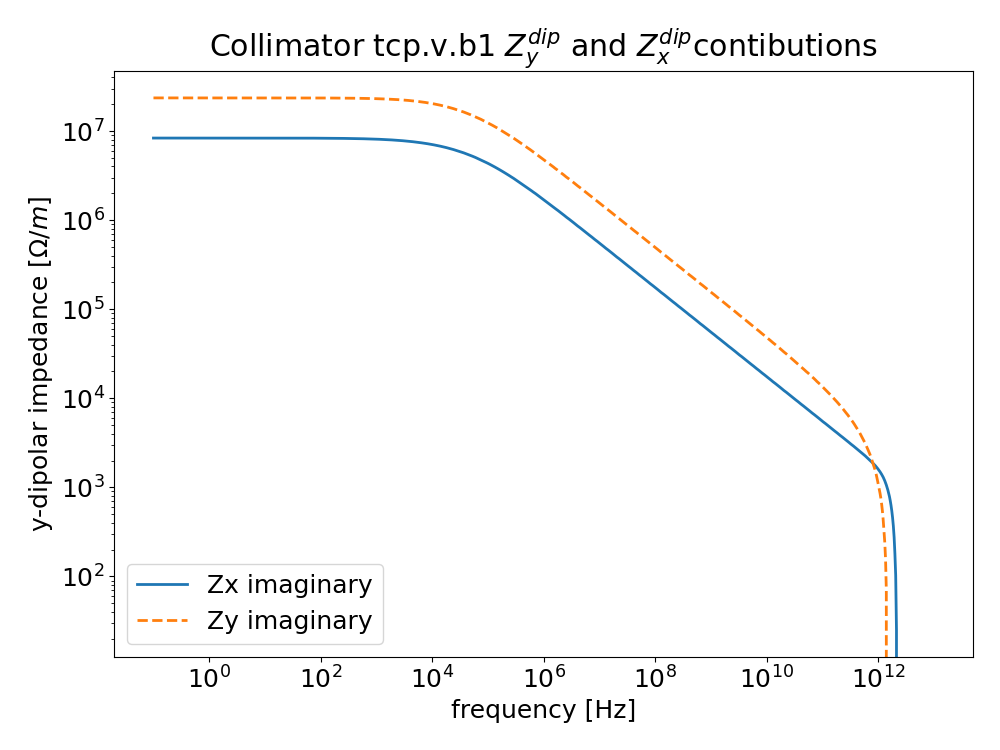 Collimator tcp.v.b1 $Z_y^{dip}$ and $Z_x^{dip}$contibutions
y-dipolar impedance [Ω/m]
10^7
10^6
10^5
10^4
10^3
10^2
Zx imaginary
Zy imaginary
10^0 10^2 10^4 10^6 10^8 10^10 10^12
frequency [Hz]